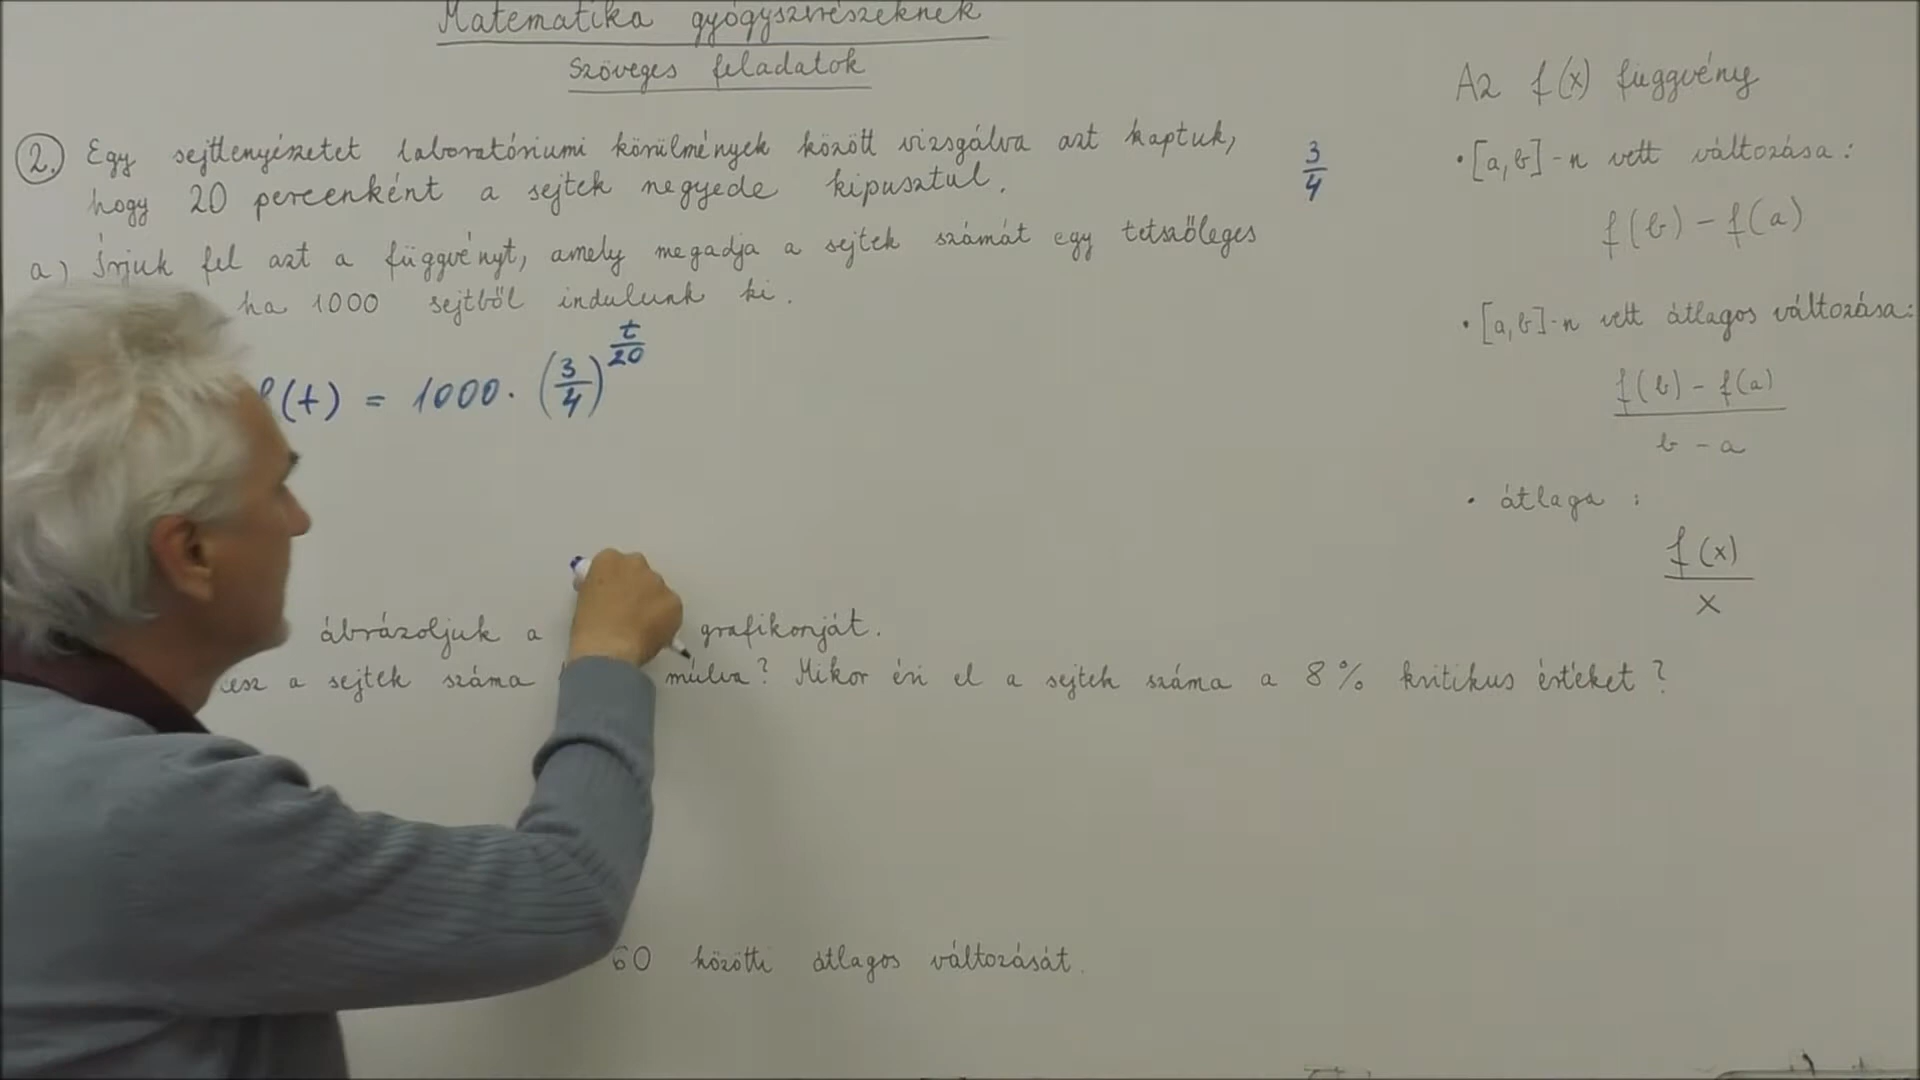 Matematika gyógyszerészeknek
Szöveges feladatok
2. Egy sejttenyészetet laboratóriumi körülmények között vizsgálva azt kaptuk,
hogy 20 percenként a sejtek negyede kipusztul.
3/4
a) Írjuk fel azt a függvényt, amely megadja a sejtek számát egy tetszőleges
ha 1000 sejtből indulunk ki.
f(t) = 1000 · (3/4)^(t/20)
ábrázoljuk a grafikonját.
lesz a sejtek száma múlva? Mikor éri el a sejtek száma a 8% kritikus értéket?
60 közötti átlagos változását.
Az f(x) függvény
• [a,b]-n vett változása:
f(b) - f(a)
• [a,b]-n vett átlagos változása:
f(b) - f(a)
b - a
• átlaga :
f(x)
x